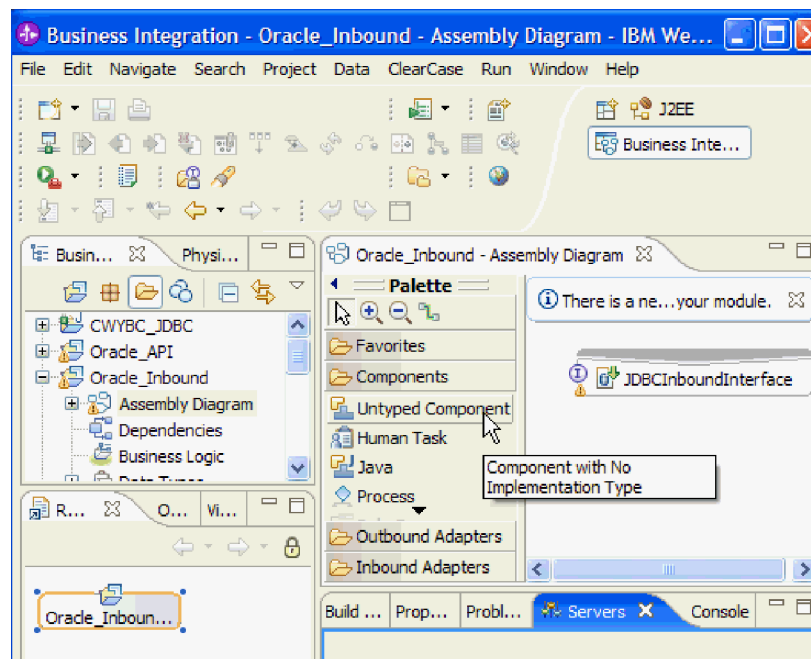 Business Integration - Oracle_Inbound - Assembly Diagram - IBM We...
File Edit Navigate Search Project Data ClearCase Run Window Help
J2EE
Business Inte...
Busin... Physi...
Oracle_Inbound - Assembly Diagram
Palette
There is a ne...your module.
CWYBC_JDBC
Oracle_API
Oracle_Inbound
Assembly Diagram
Dependencies
Business Logic
Data Types
Favorites
Components
Untyped Component
Human Task
Java
Process
Outbound Adapters
Inbound Adapters
JDBCInboundInterface
Component with No
Implementation Type
R... O... Vi...
Oracle_Inboun...
Build ... Prop... Probl... Servers Console